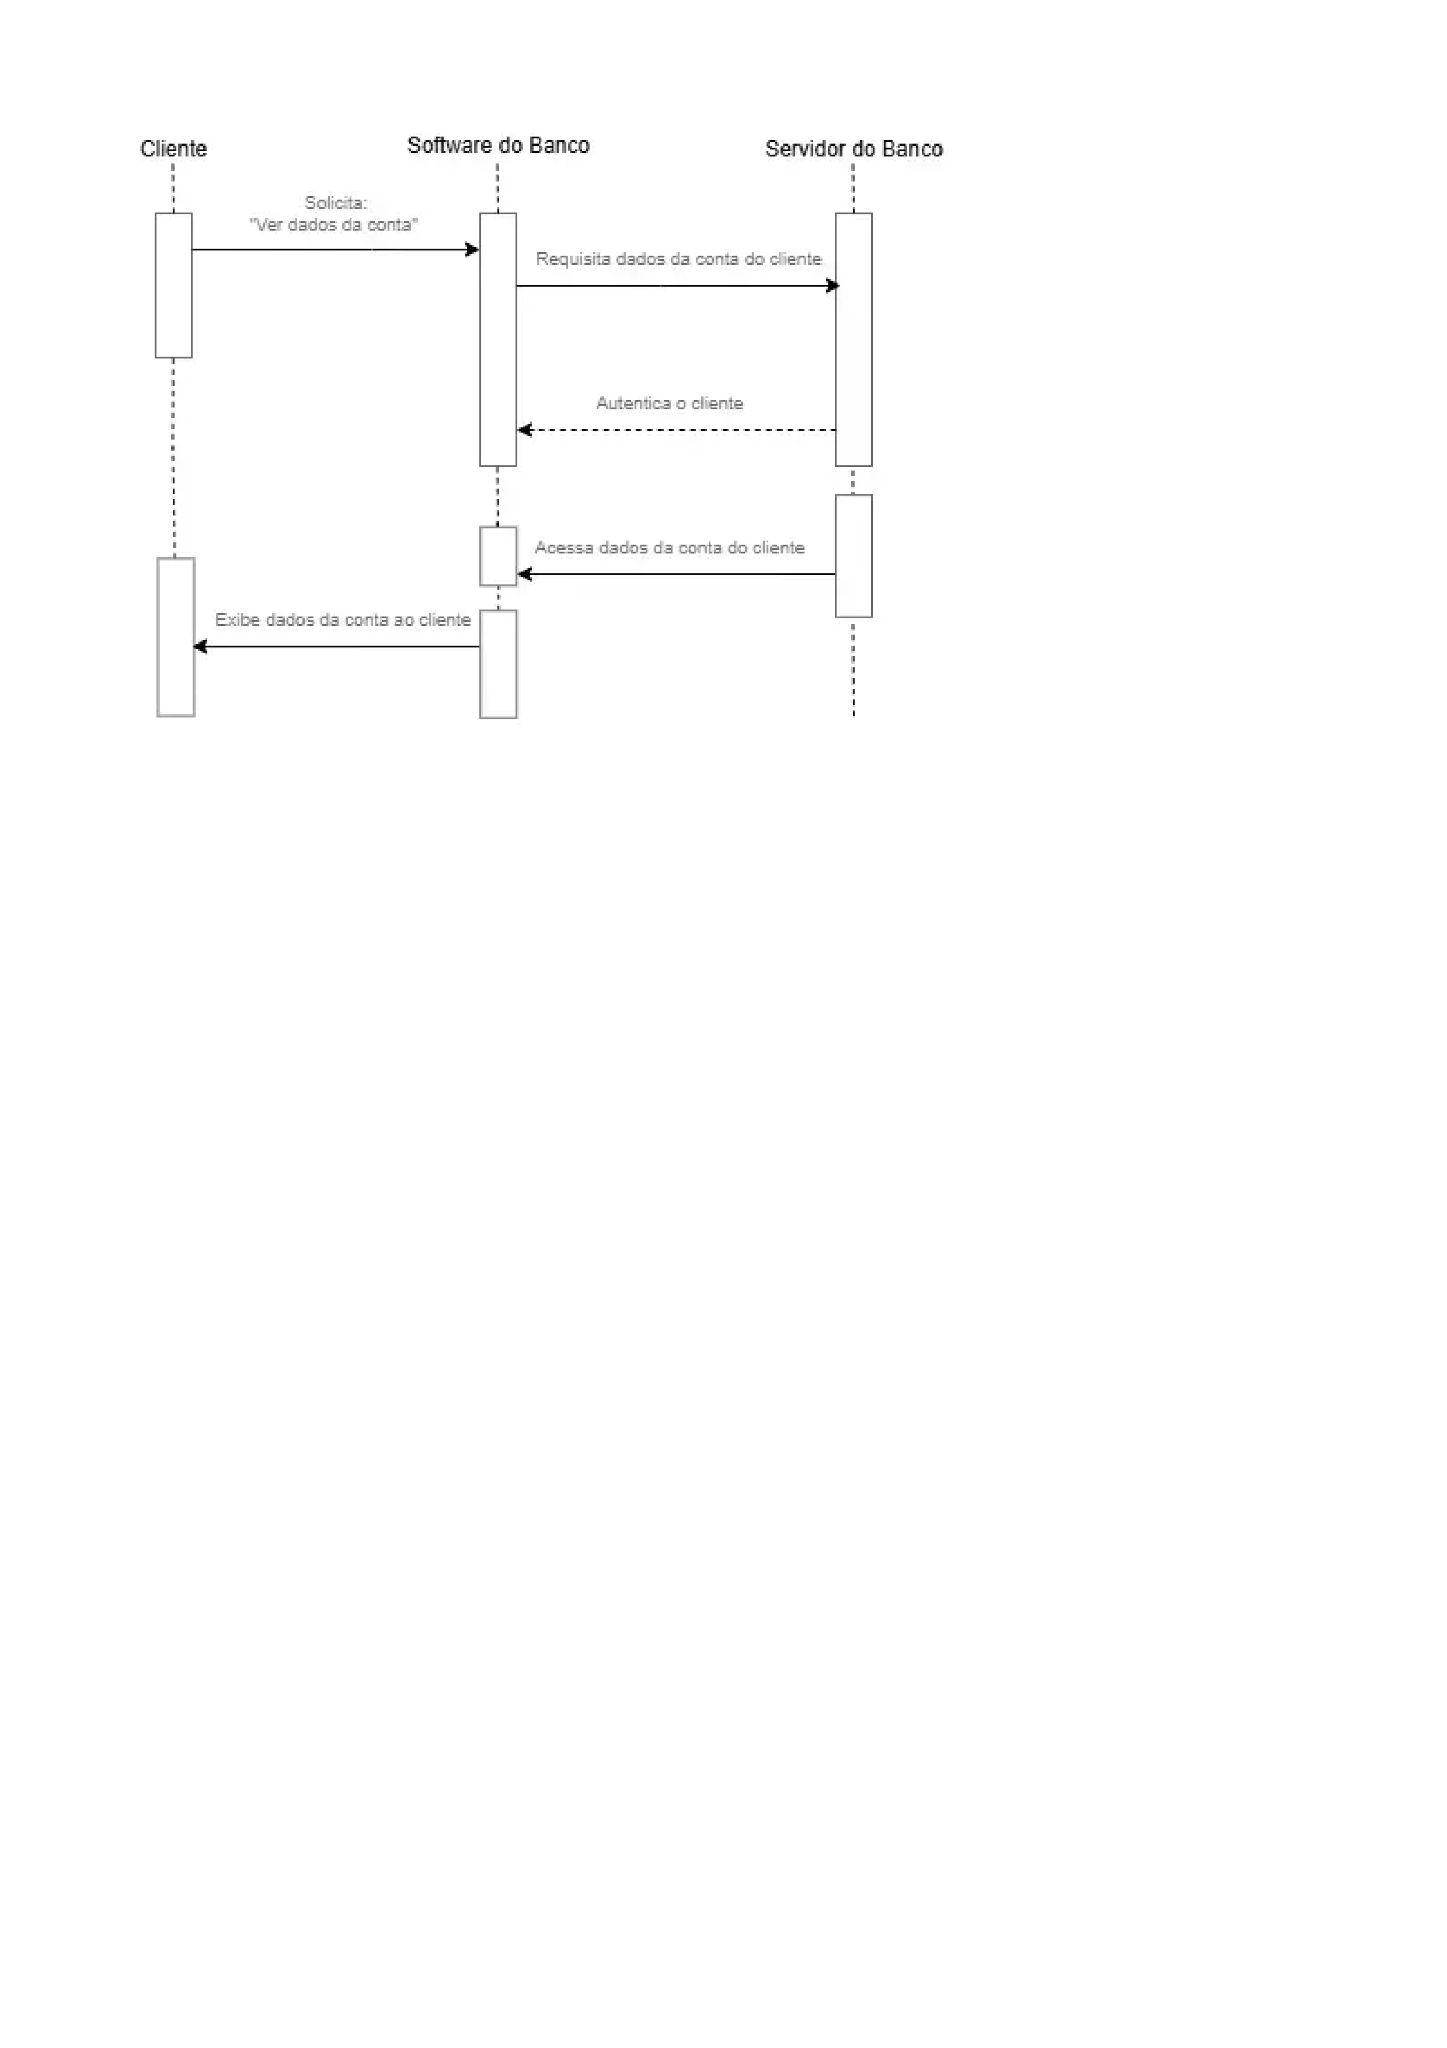 Cliente
Software do Banco
Servidor do Banco
Solicita:
"Ver dados da conta"
Requisita dados da conta do cliente
Autentica o cliente
Acessa dados da conta do cliente
Exibe dados da conta ao cliente